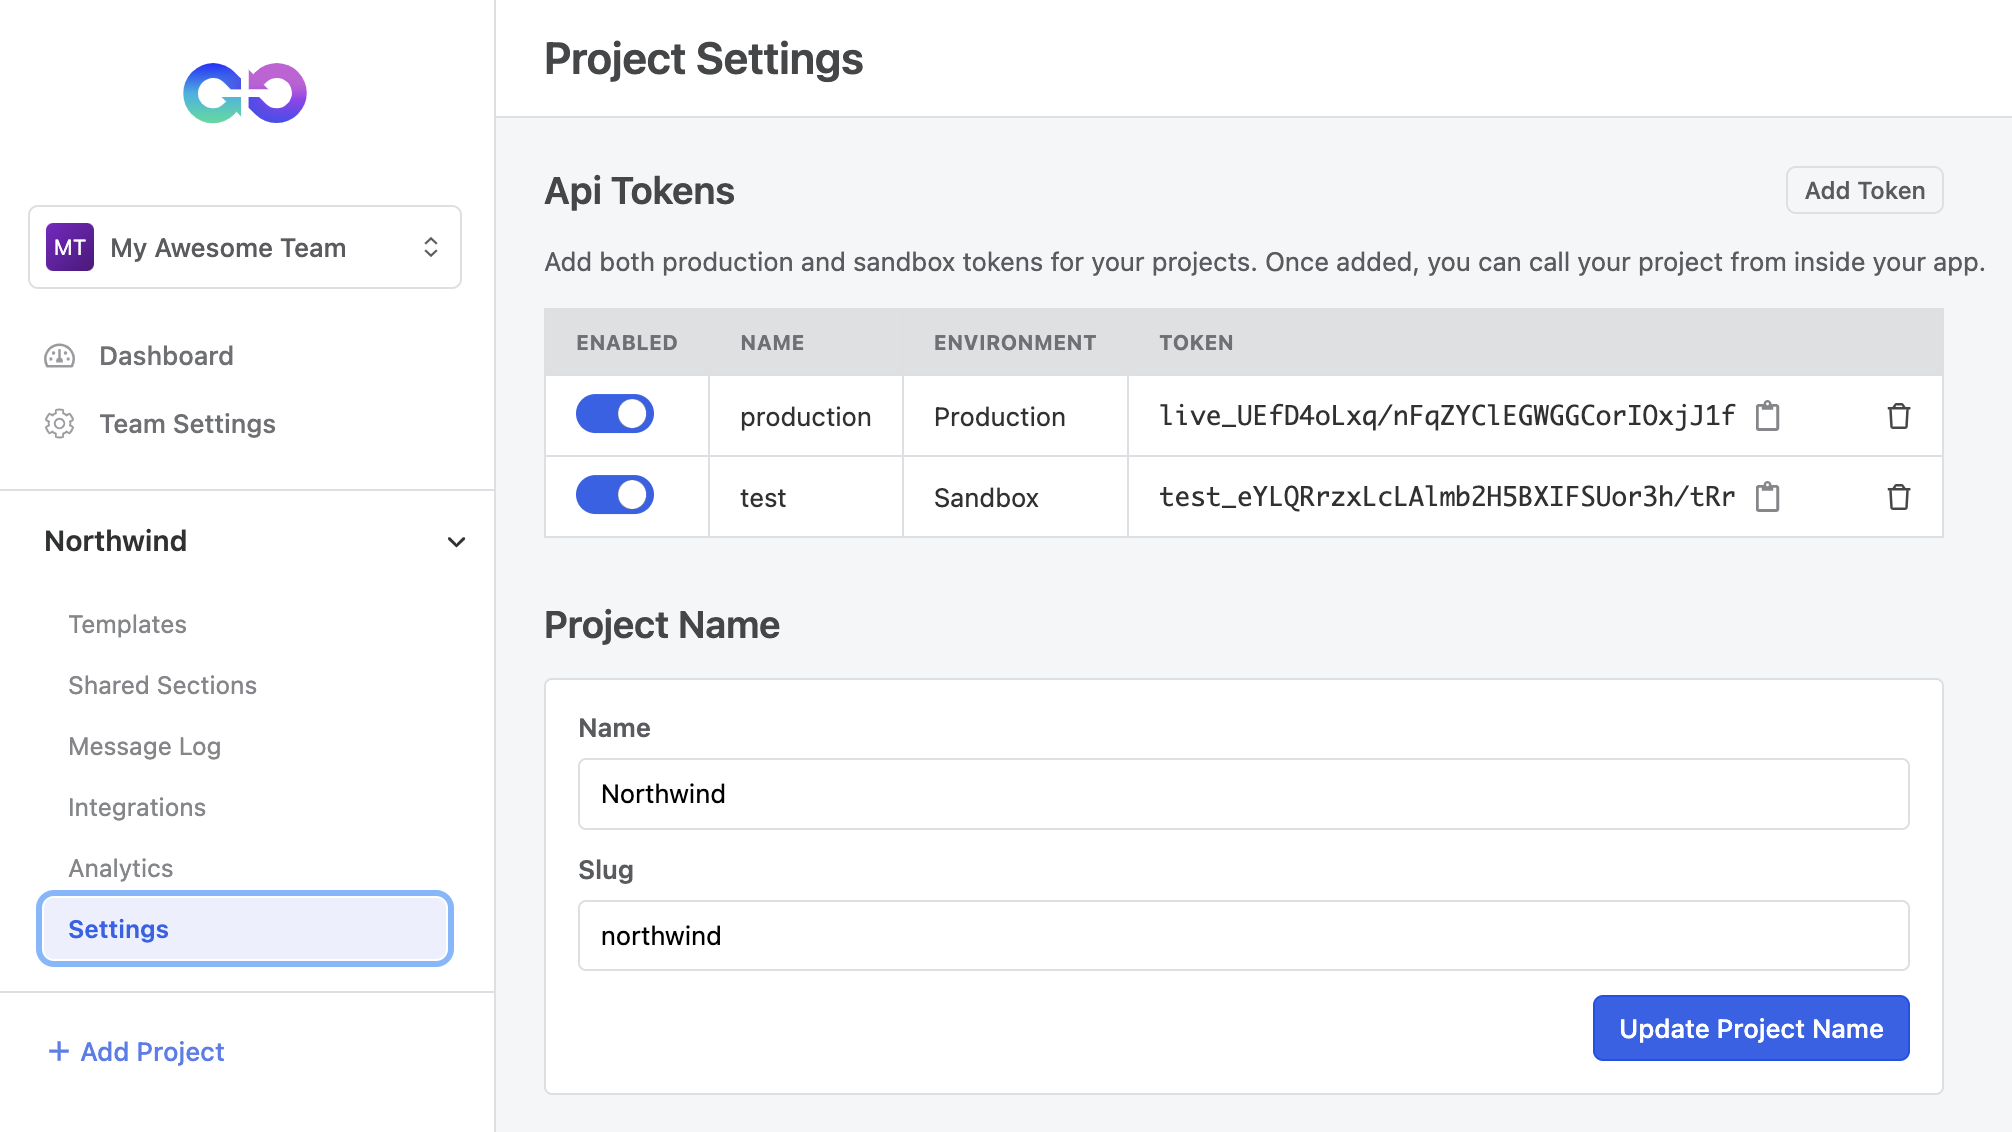 Project Settings
MT My Awesome Team
Dashboard
Team Settings
Northwind
Templates
Shared Sections
Message Log
Integrations
Analytics
Settings
+ Add Project
Api Tokens
Add Token
Add both production and sandbox tokens for your projects. Once added, you can call your project from inside your app.
ENABLED NAME ENVIRONMENT TOKEN
production Production live_UEfD4oLxq/nFqZYClEGWGGCorIOxjJ1f
test Sandbox test_eYLQRrzxLcLAlmb2H5BXIFSUor3h/tRr
Project Name
Name
Northwind
Slug
northwind
Update Project Name